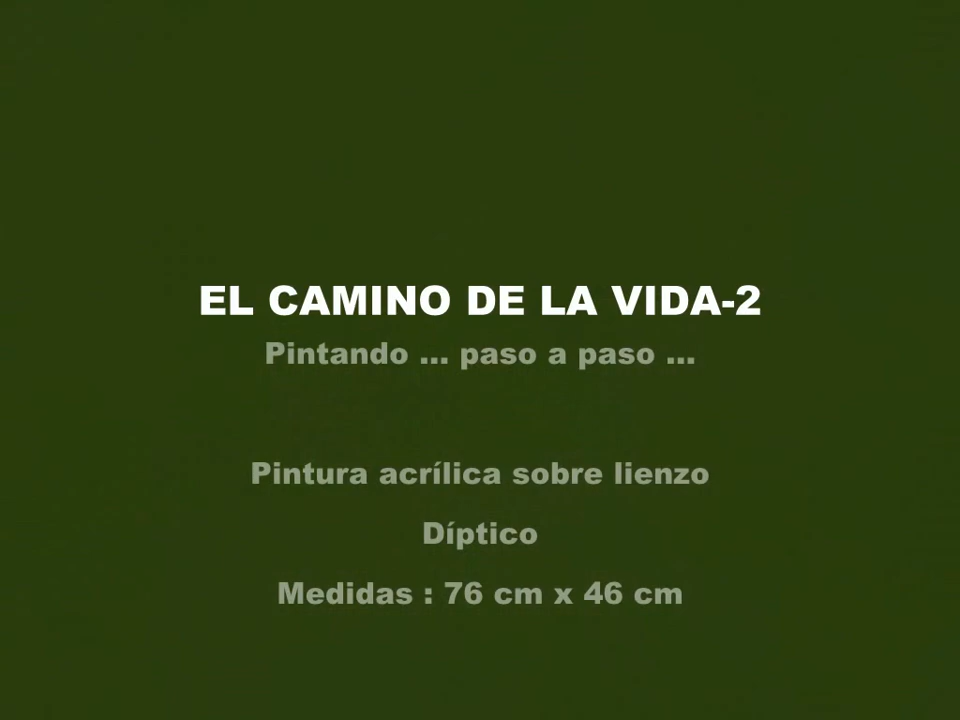 EL CAMINO DE LA VIDA-2
Pintando ... paso a paso ...
Pintura acrílica sobre lienzo
Díptico
Medidas : 76 cm x 46 cm